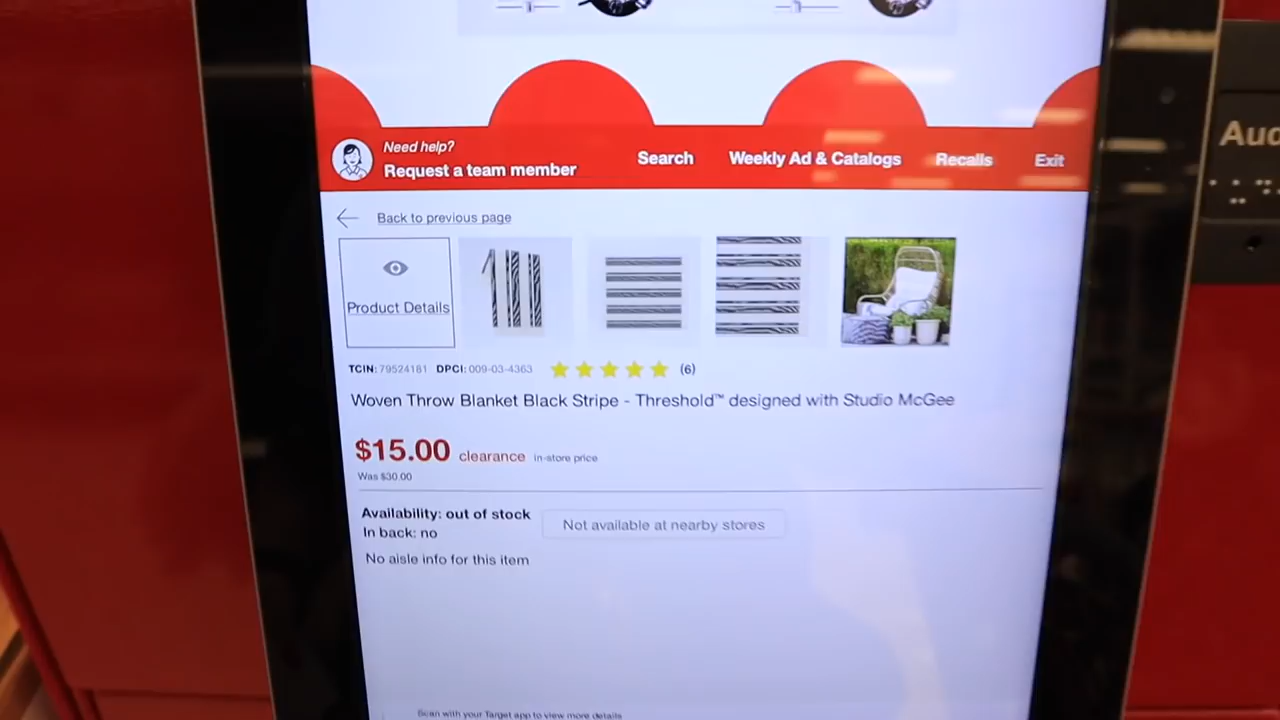 Need help?
Request a team member
Search
Weekly Ad & Catalogs
Recalls
Exit
Back to previous page
Product Details
TCIN: 79524181 DPCI: 009-03-4363
(6)
Woven Throw Blanket Black Stripe - Threshold™ designed with Studio McGee
$15.00 clearance in-store price
Was $30.00
Availability: out of stock
In back: no
Not available at nearby stores
No aisle info for this item
Scan with your Target app to view more details